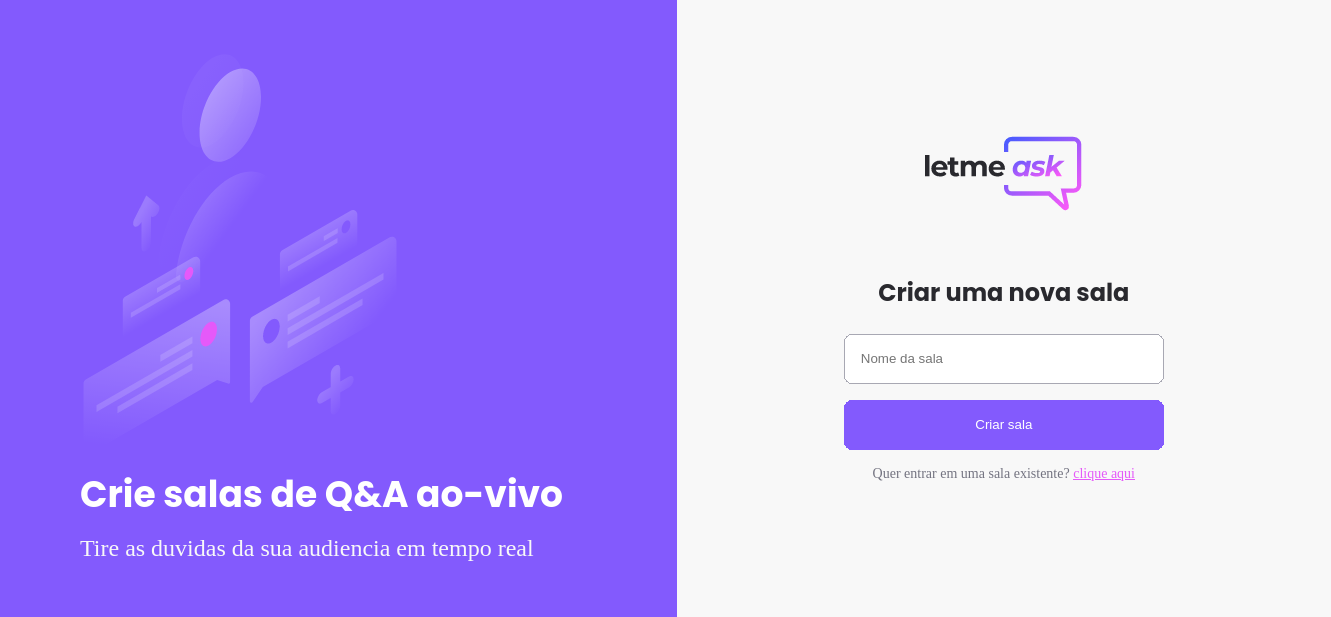 Crie salas de Q&A ao-vivo
Tire as duvidas da sua audiencia em tempo real
letme ask
Criar uma nova sala
Nome da sala
Criar sala
Quer entrar em uma sala existente? clique aqui